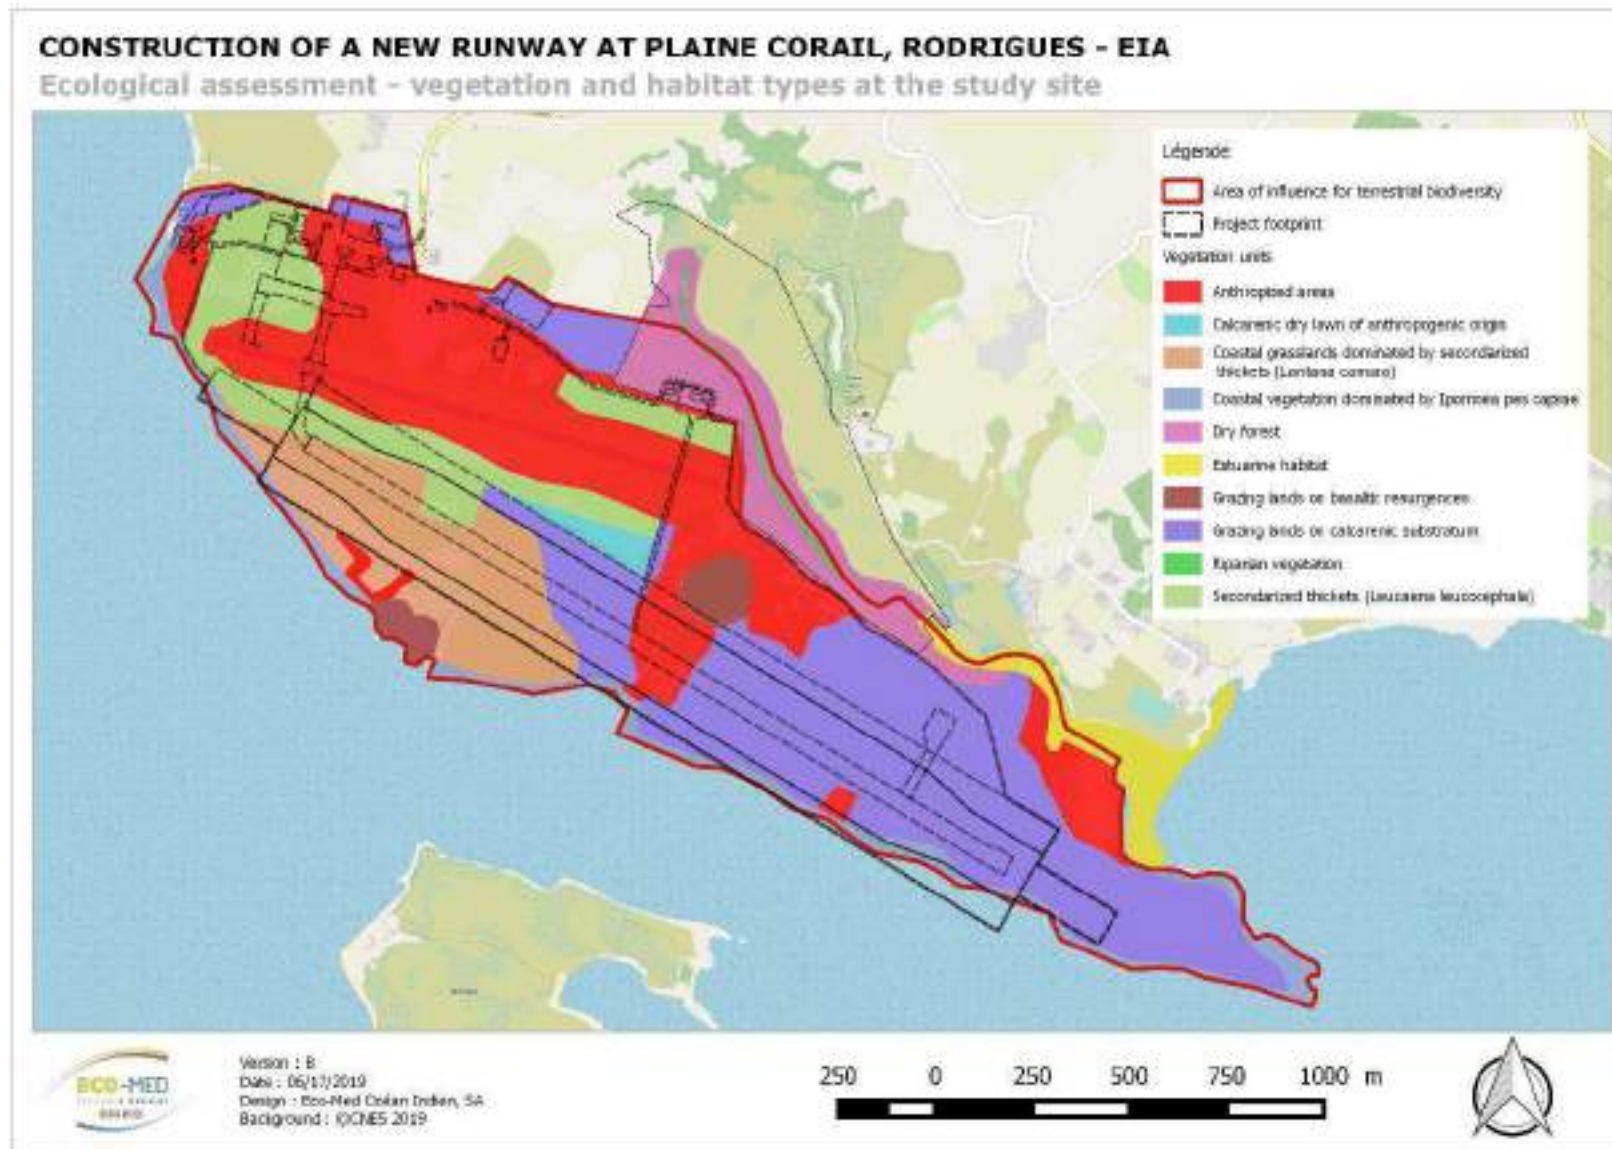 CONSTRUCTION OF A NEW RUNWAY AT PLAINE CORAIL, RODRIGUES - EIA
Ecological assessment - vegetation and habitat types at the study site
Légende
Area of influence for terrestrial biodiversity
Project footprint
Vegetation units
Anthropised areas
Calcarenic dry lawn of anthropogenic origin
Coastal grasslands dominated by secondarized
thickets (Lantana camara)
Coastal vegetation dominated by Ipomoea pes caprae
Dry forest
Estuarine habitat
Grazing lands on basaltic resurgences
Grazing lands on calcarenic substratum
Riparian vegetation
Secondarized thickets (Leucaena leucocephala)
ECO-MED
Version : B
Date : 06/17/2019
Design : Eco-Med Océan Indien, SA
Background : ©CNES 2019
250 0 250 500 750 1000 m